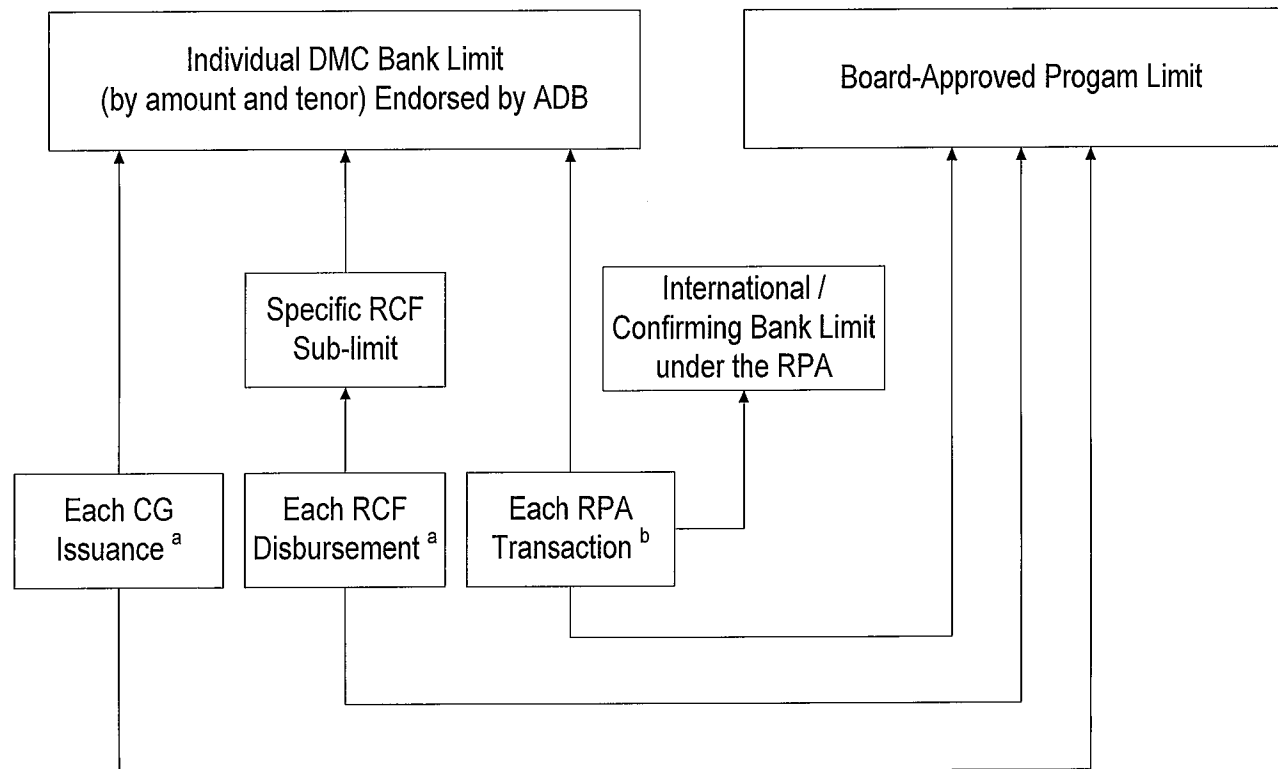 Individual DMC Bank Limit
(by amount and tenor) Endorsed by ADB
Board-Approved Progam Limit
Specific RCF
Sub-limit
International /
Confirming Bank Limit
under the RPA
Each CG
Issuance a
Each RCF
Disbursement a
Each RPA
Transaction b